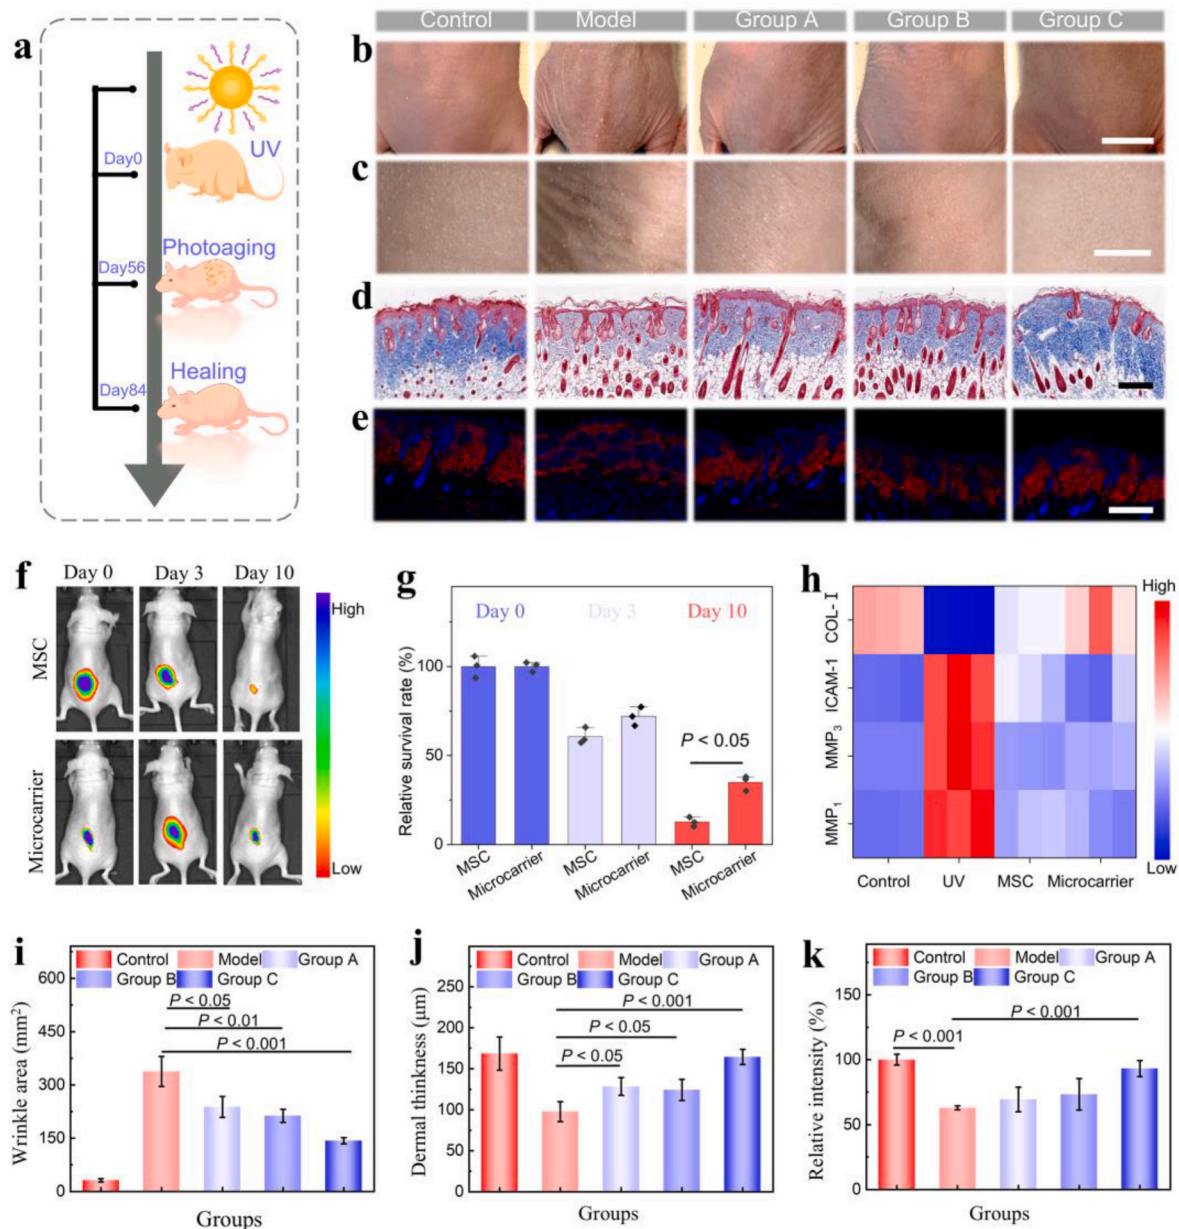 a
UV
Day0
Photoaging
Day56
Healing
Day84
Control Model Group A Group B Group C
b
c
d
e
f
Day 0 Day 3 Day 10
MSC
Microcarrier
High
Low
g
Day 0 Day 3 Day 10
Relative survival rate (%)
100
50
0
P < 0.05
MSC Microcarrier MSC Microcarrier MSC Microcarrier
h
COL-I
ICAM-1
MMP3
MMP1
Control UV MSC Microcarrier
High
Low
i
Control Model Group A
Group B Group C
Wrinkle area (mm²)
600
450
300
150
0
P < 0.05
P < 0.01
P < 0.001
Groups
j
Control Model Group A
Group B Group C
Dermal thinkness (μm)
250
200
150
100
50
0
P < 0.001
P < 0.05
P < 0.05
Groups
k
Control Model Group A
Group B Group C
Relative intensity (%)
150
100
50
0
P < 0.001
P < 0.001
Groups